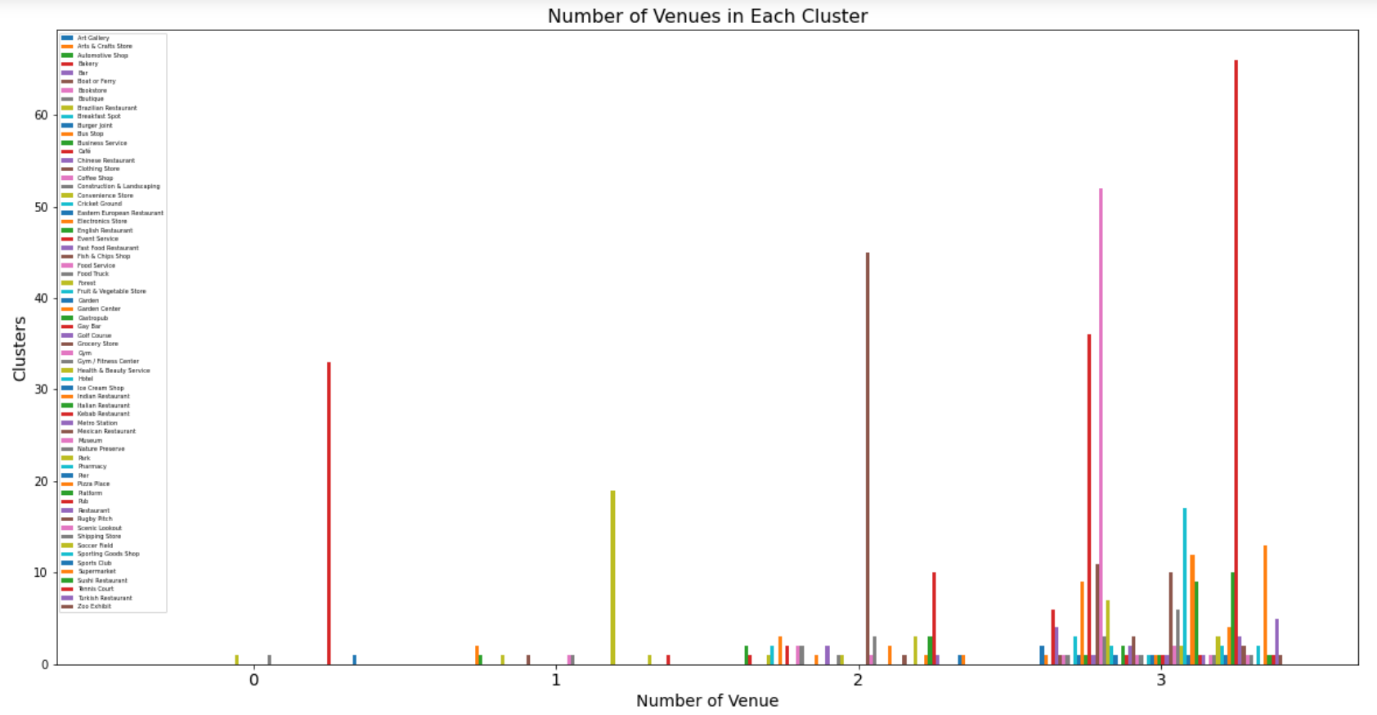 Number of Venues in Each Cluster
Art Gallery
Arts & Crafts Store
Automotive Shop
Bakery
Bar
Boat or Ferry
Bookstore
Boutique
Brazilian Restaurant
Breakfast Spot
Burger Joint
Bus Stop
Business Service
Café
Chinese Restaurant
Clothing Store
Coffee Shop
Construction & Landscaping
Convenience Store
Cricket Ground
Eastern European Restaurant
Electronics Store
English Restaurant
Event Service
Fast Food Restaurant
Fish & Chips Shop
Food Service
Food Truck
Forest
Fruit & Vegetable Store
Garden
Garden Center
Gastropub
Gay Bar
Golf Course
Grocery Store
Gym
Gym / Fitness Center
Health & Beauty Service
Hotel
Ice Cream Shop
Indian Restaurant
Italian Restaurant
Kebab Restaurant
Metro Station
Mexican Restaurant
Museum
Nature Preserve
Park
Pharmacy
Pier
Pizza Place
Platform
Pub
Restaurant
Rugby Pitch
Scenic Lookout
Shipping Store
Soccer Field
Sporting Goods Shop
Sports Club
Supermarket
Sushi Restaurant
Tennis Court
Turkish Restaurant
Zoo Exhibit
Clusters
60
50
40
30
20
10
0
0 1 2 3
Number of Venue